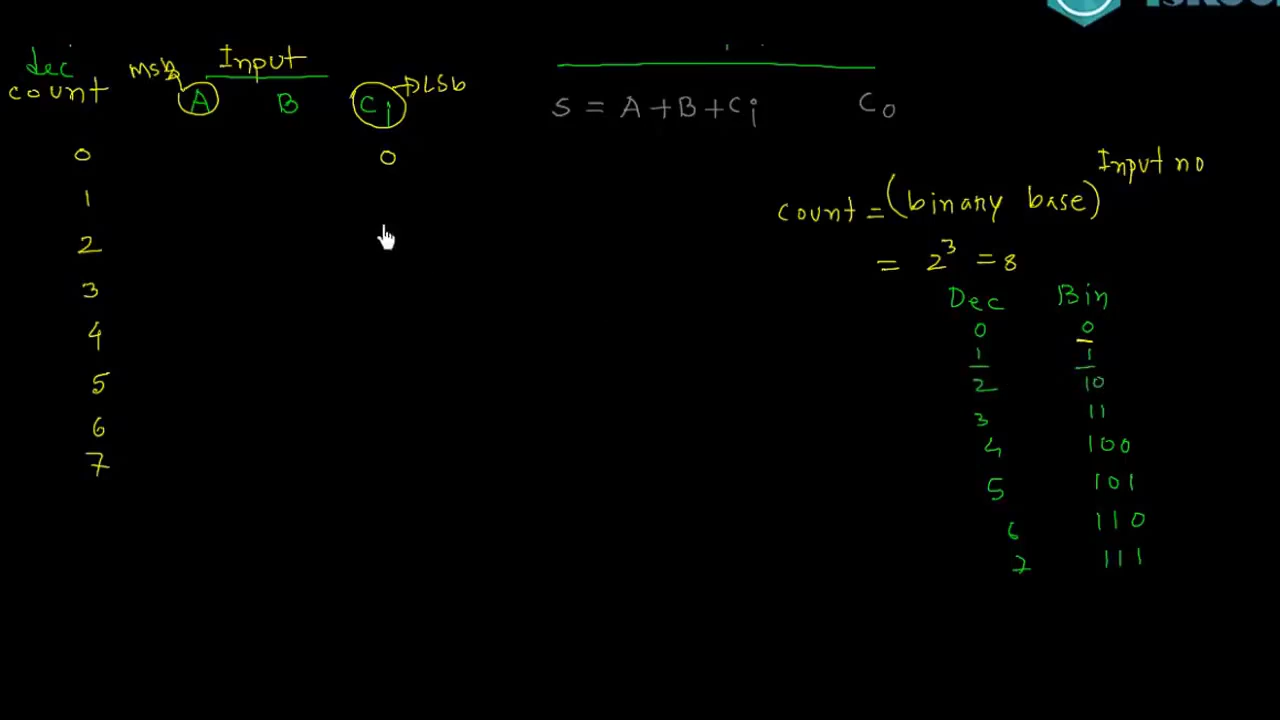 dec
count
msb
Input
A B Ci
LSb
S = A + B + Ci Co
0 0
1
2
3
4
5
6
7
Input no
count = (binary base)
= 2³ = 8
Dec Bin
0 0
1 1
2 10
3 11
4 100
5 101
6 110
7 111